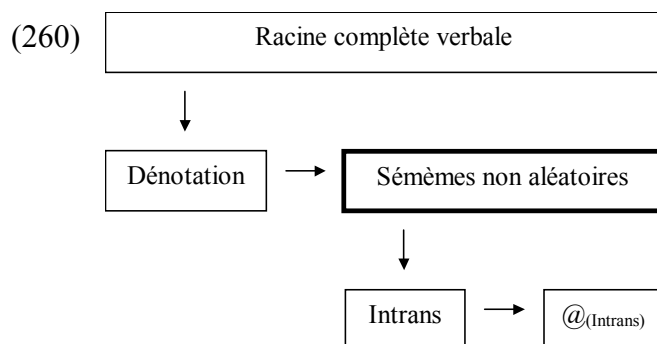 (260) Racine complète verbale
Dénotation Sémèmes non aléatoires
Intrans @(Intrans)